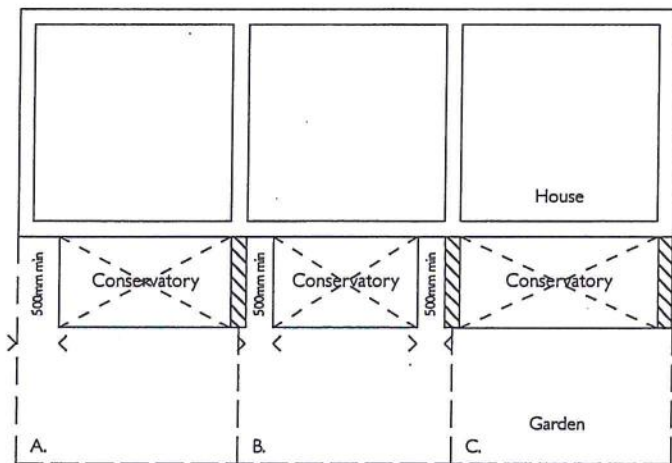 House
500mm min
Conservatory
500mm min
Conservatory
500mm min
Conservatory
Garden
A.
B.
C.